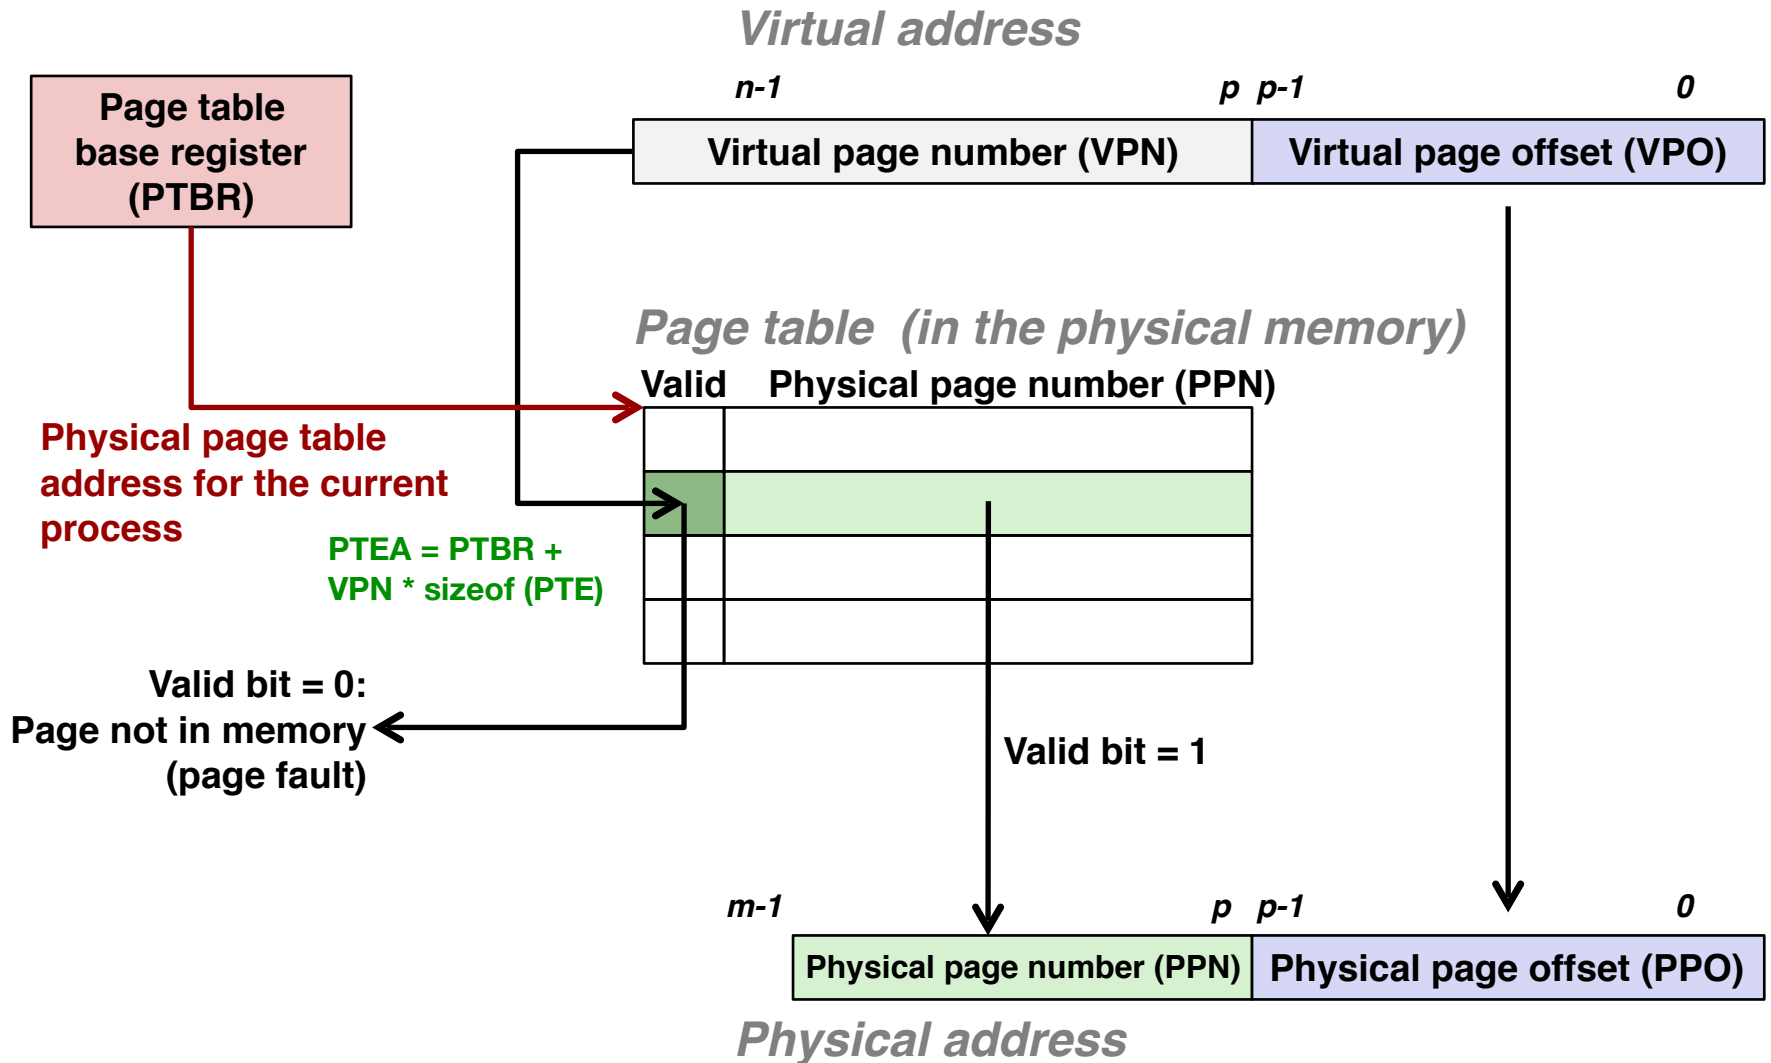 Virtual address
n-1 p p-1 0
Page table
base register
(PTBR)
Virtual page number (VPN) Virtual page offset (VPO)
Page table (in the physical memory)
Valid Physical page number (PPN)
Physical page table
address for the current
process
PTEA = PTBR +
VPN * sizeof (PTE)
Valid bit = 0:
Page not in memory
(page fault)
Valid bit = 1
m-1 p p-1 0
Physical page number (PPN) Physical page offset (PPO)
Physical address